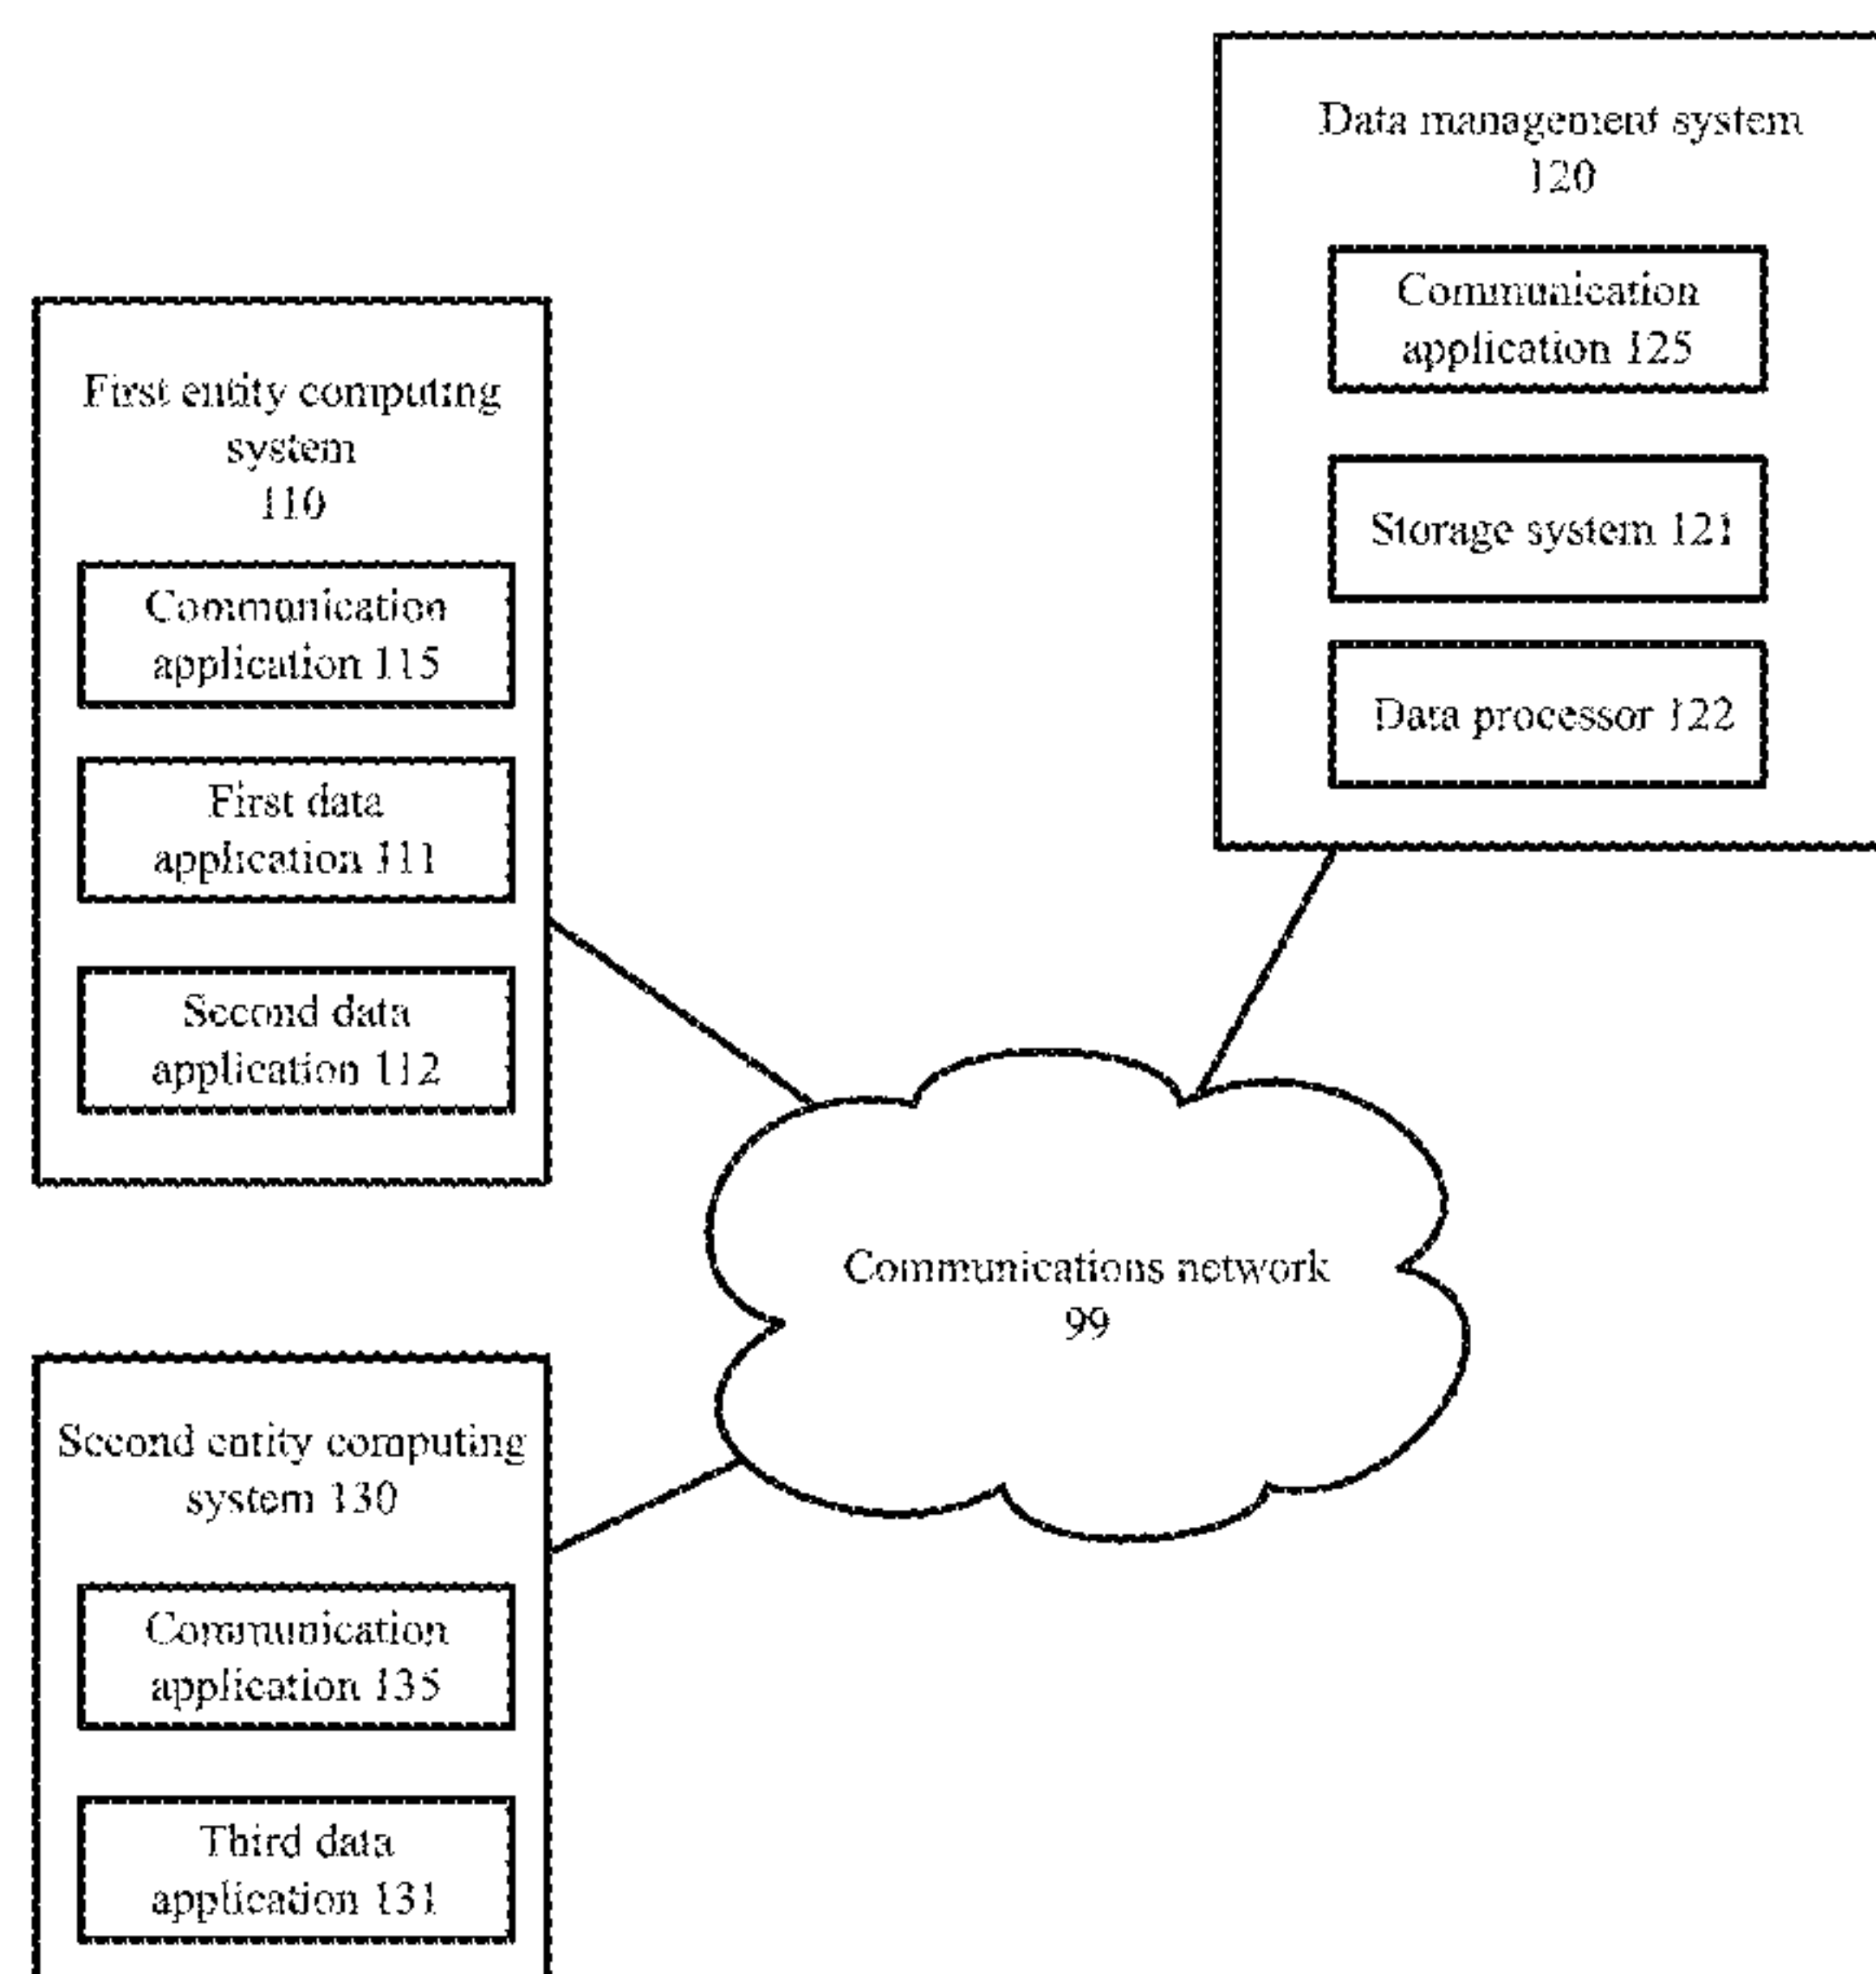 Data management system
120
Communication
application 125
Storage system 121
Data processor 122
First entity computing
system
110
Communication
application 115
First data
application 111
Second data
application 112
Communications network
99
Second entity computing
system 130
Communication
application 135
Third data
application 131